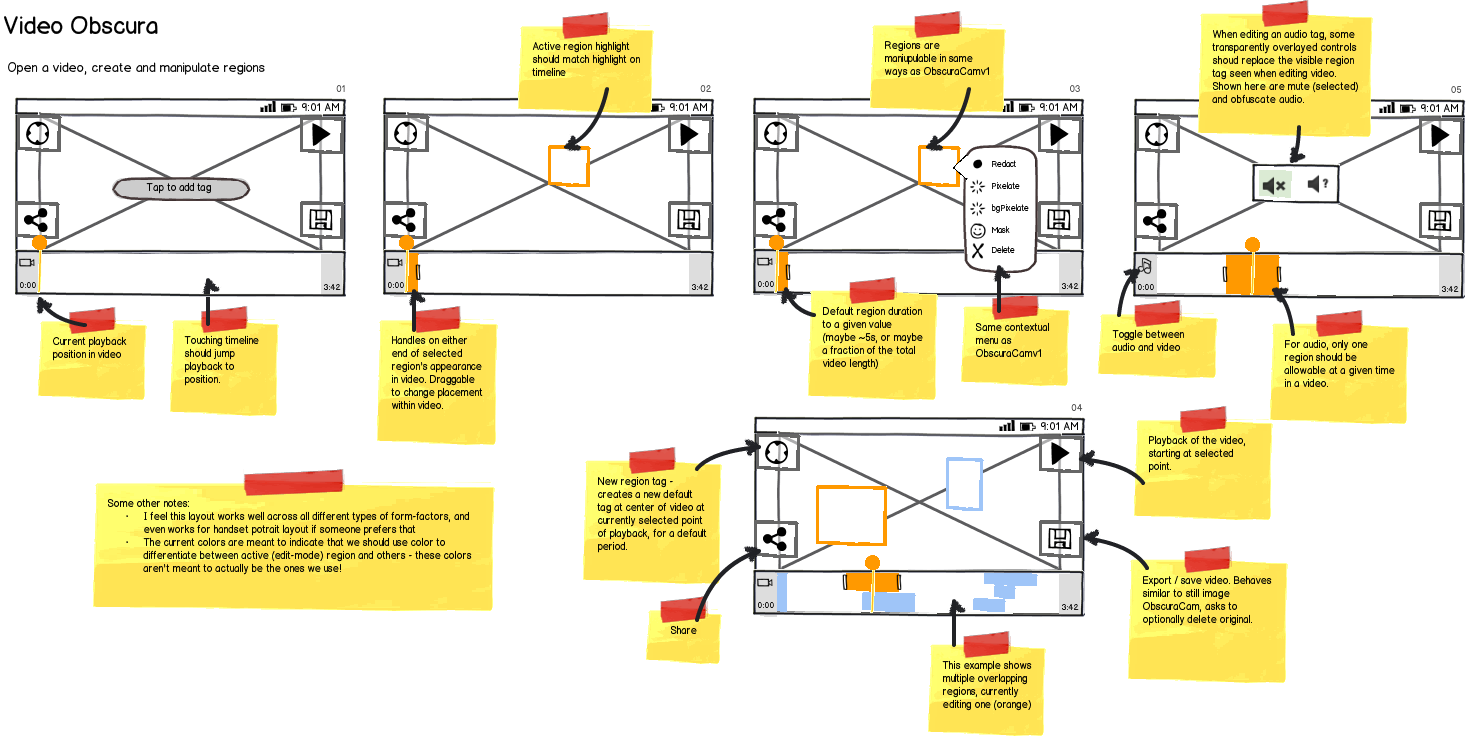 Video Obscura
Open a video, create and manipulate regions
01
9:01 AM
Tap to add tag
0:00
3:42
Current playback
position in video
Touching timeline
should jump
playback to
position.
Active region highlight
should match highlight on
timeline
02
9:01 AM
0:00
3:42
Handles on either
end of selected
region's appearance
in video. Draggable
to change placement
within video.
Regions are
maniupulable in same
ways as ObscuraCamv1
03
9:01 AM
Redact
Pixelate
bgPixelate
Mask
Delete
0:00
3:42
Default region duration
to a given value
(maybe ~5s, or maybe
a fraction of the total
video length)
Same contextual
menu as
ObscuraCamv1
When editing an audio tag, some
transparently overlayed controls
shoud replace the visible region
tag seen when editing video.
Shown here are mute (selected)
and obfuscate audio.
05
9:01 AM
?
0:00
3:42
Toggle between
audio and video
For audio, only one
region should be
allowable at a given time
in a video.
04
9:01 AM
0:00
3:42
New region tag -
creates a new default
tag at center of video at
currently selected point
of playback, for a default
period.
Share
Playback of the video,
starting at selected
point.
Export / save video. Behaves
similar to still image
ObscuraCam, asks to
optionally delete original.
This example shows
multiple overlapping
regions, currently
editing one (orange)
Some other notes:
· I feel this layout works well across all different types of form-factors, and
even works for handset potrait layout if someone prefers that
· The current colors are meant to indicate that we should use color to
differentiate between active (edit-mode) region and others - these colors
aren't meant to actually be the ones we use!